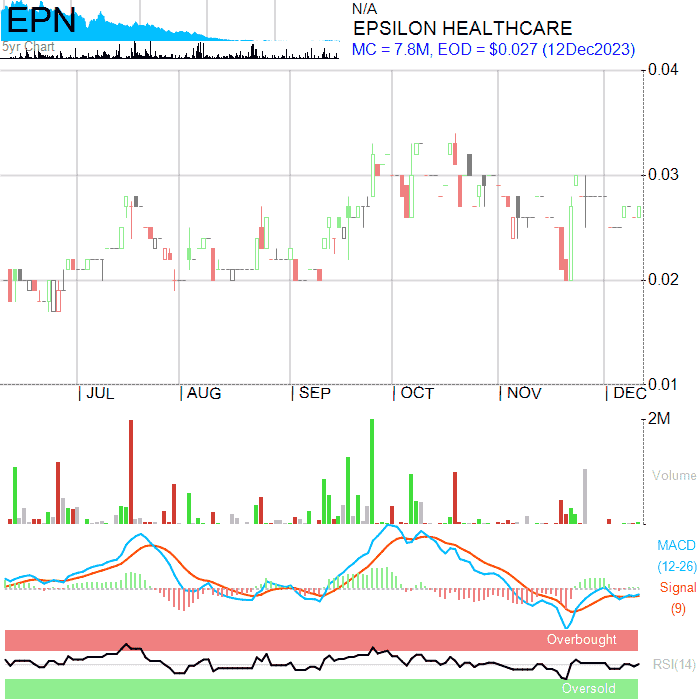 EPN
5yr Chart
N/A
EPSILON HEALTHCARE
MC = 7.8M, EOD = $0.027 (12Dec2023)
0.04
0.03
0.02
0.01
JUL AUG SEP OCT NOV DEC
2M
Volume
MACD
(12-26)
Signal
(9)
Overbought
RSI(14)
Oversold